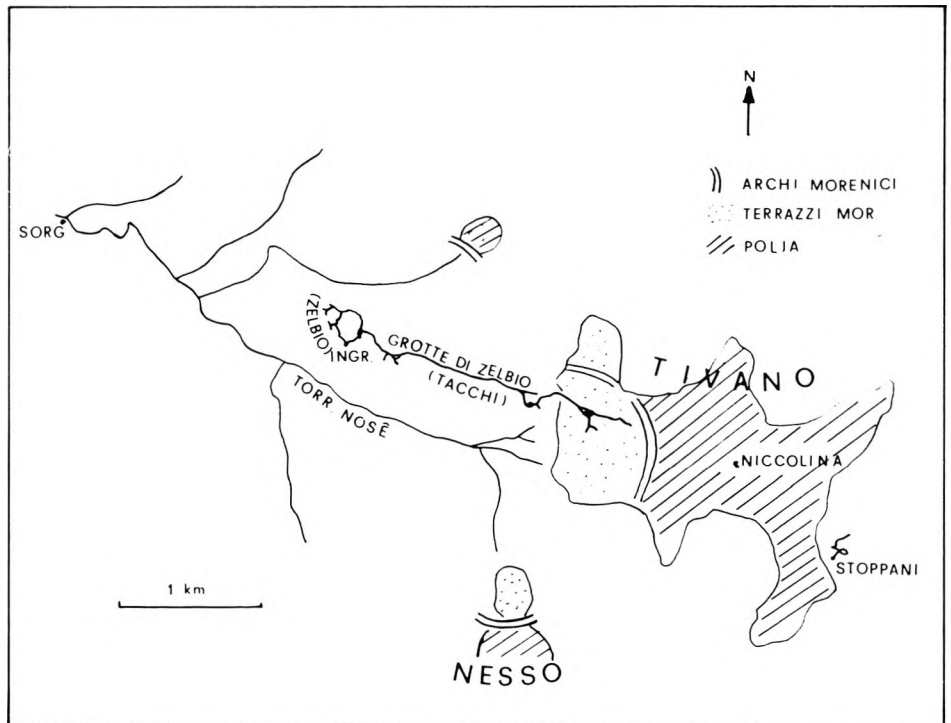 N
ARCHI MORENICI
TERRAZZI MOR
POLIA
SORG
(ZELBIO)
INGR.
GROTTE DI ZELBIO
(TACCHI)
TIVANO
TORR. NOSÊ
NICCOLINA
STOPPANI
1 km
NESSO